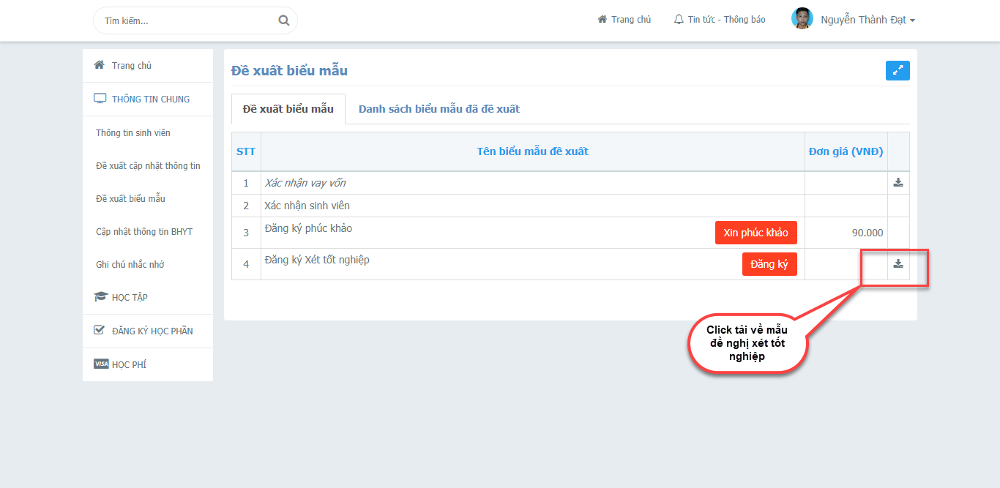 Tìm kiếm...
Trang chủ
Tin tức - Thông báo
Nguyễn Thành Đạt
Trang chủ
THÔNG TIN CHUNG
Thông tin sinh viên
Đề xuất cập nhật thông tin
Đề xuất biểu mẫu
Cập nhật thông tin BHYT
Ghi chú nhắc nhở
HỌC TẬP
ĐĂNG KÝ HỌC PHẦN
VISA HỌC PHÍ
Đề xuất biểu mẫu
Đề xuất biểu mẫu
Danh sách biểu mẫu đã đề xuất
STT Tên biểu mẫu đề xuất Đơn giá (VNĐ)
1 Xác nhận vay vốn
2 Xác nhận sinh viên
3 Đăng ký phúc khảo Xin phúc khảo 90.000
4 Đăng ký Xét tốt nghiệp Đăng ký
Click tải về mẫu
đề nghị xét tốt
nghiệp